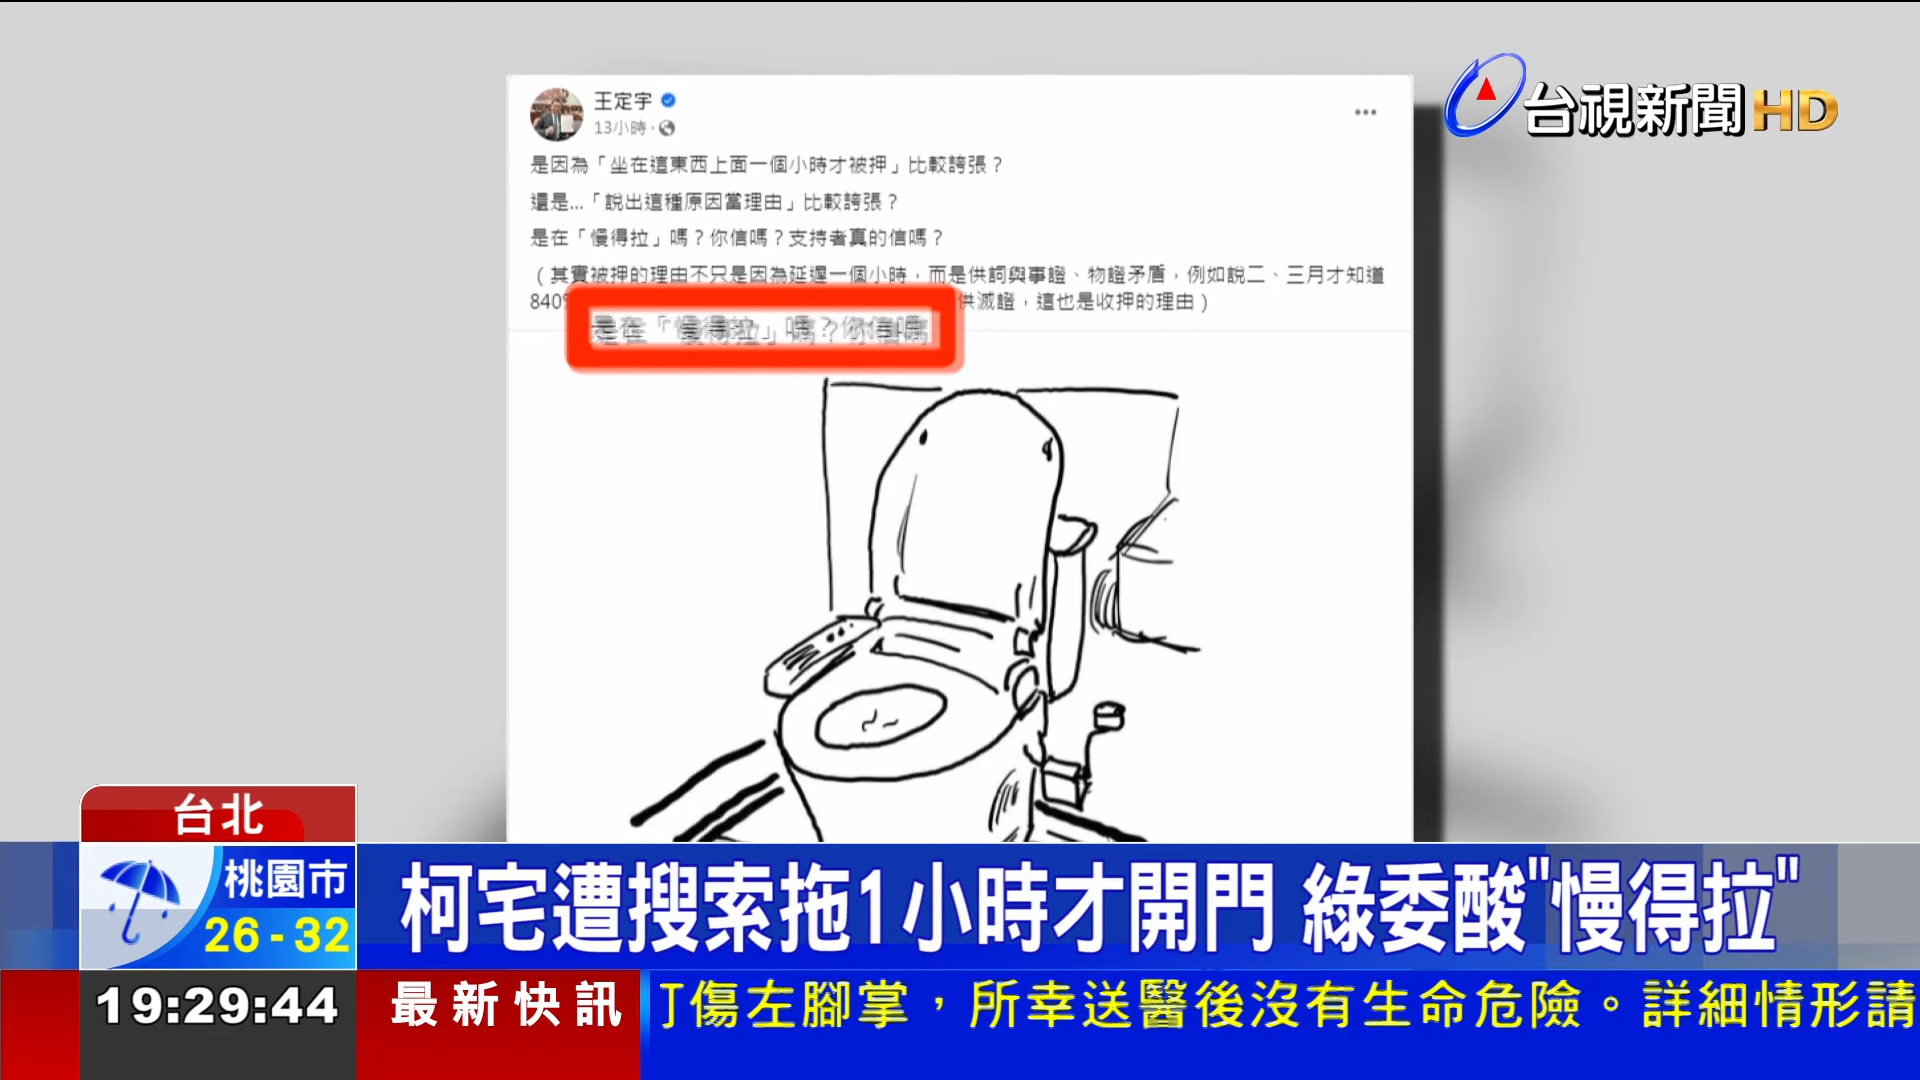 台視新聞HD
王定宇
13小時
是因為「坐在這東西上面一個小時才被押」比較誇張？
還是...「說出這種原因當理由」比較誇張？
是在「慢得拉」嗎？你信嗎？支持者真的信嗎？
（其實被押的理由不只是因為延遲一個小時，而是供詞與事證、物證矛盾，例如說二、三月才知道
840% 供滅證，這也是收押的理由）
是在「慢得拉」嗎？你信嗎
台北
桃園市
26-32
柯宅遭搜索拖1小時才開門 綠委酸"慢得拉"
19:29:44
最新快訊
傷左腳掌，所幸送醫後沒有生命危險。詳細情形請